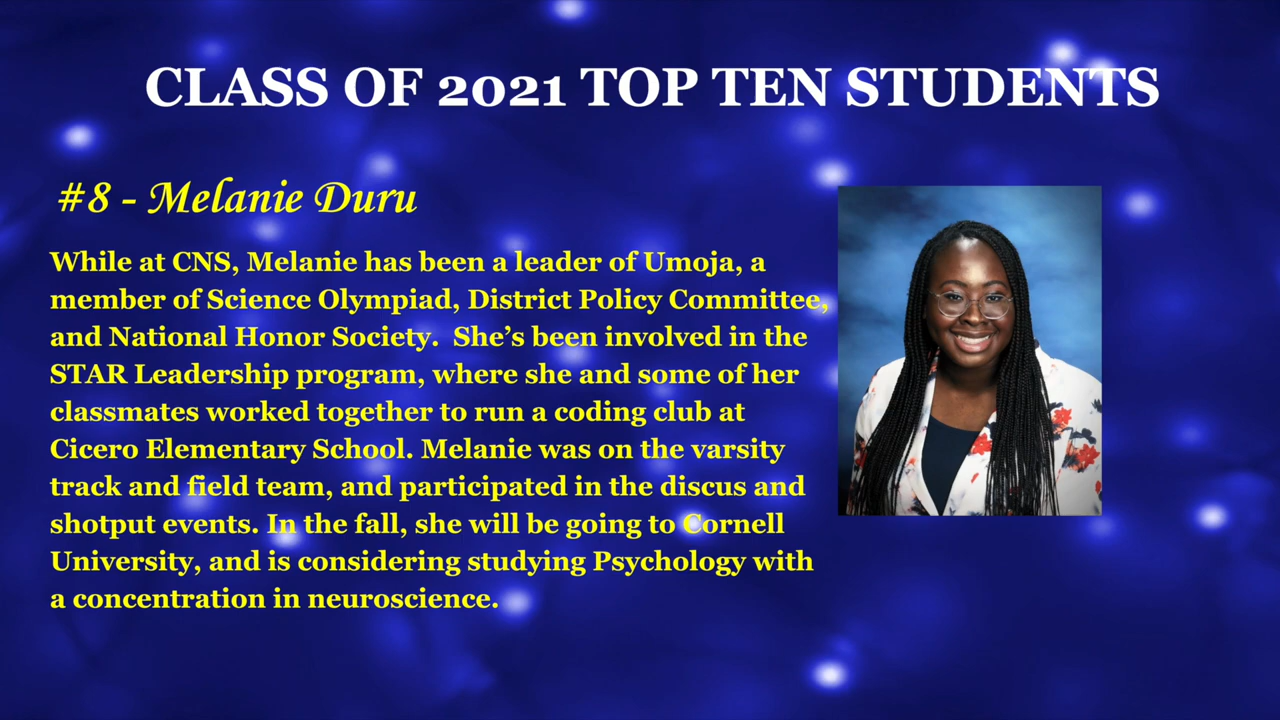 CLASS OF 2021 TOP TEN STUDENTS
#8 - Melanie Duru
While at CNS, Melanie has been a leader of Umoja, a
member of Science Olympiad, District Policy Committee,
and National Honor Society.  She’s been involved in the
STAR Leadership program, where she and some of her
classmates worked together to run a coding club at
Cicero Elementary School. Melanie was on the varsity
track and field team, and participated in the discus and
shotput events. In the fall, she will be going to Cornell
University, and is considering studying Psychology with
a concentration in neuroscience.